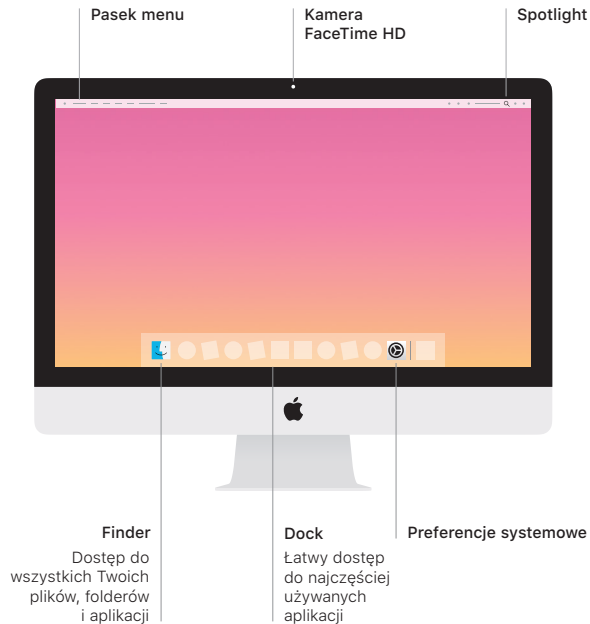 Pasek menu
Kamera
FaceTime HD
Spotlight
Finder
Dostęp do
wszystkich Twoich
plików, folderów
i aplikacji
Dock
Łatwy dostęp
do najczęściej
używanych
aplikacji
Preferencje systemowe